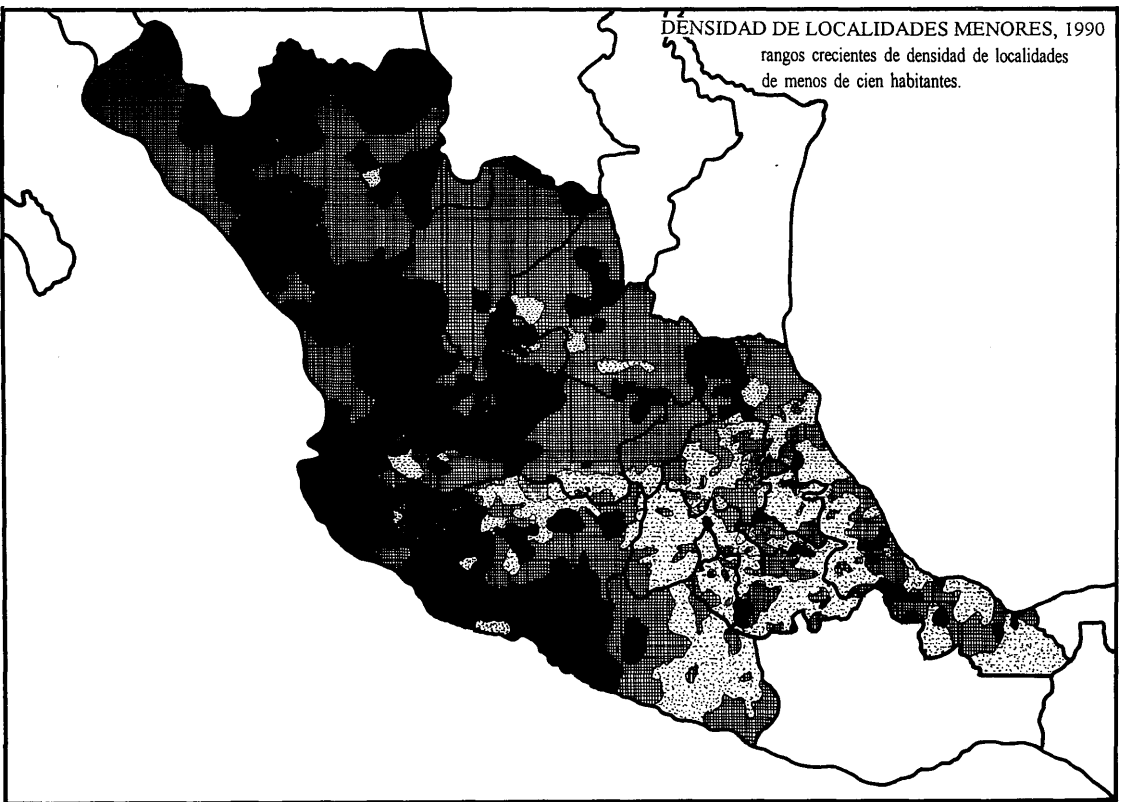 DENSIDAD DE LOCALIDADES MENORES, 1990
rangos crecientes de densidad de localidades
de menos de cien habitantes.